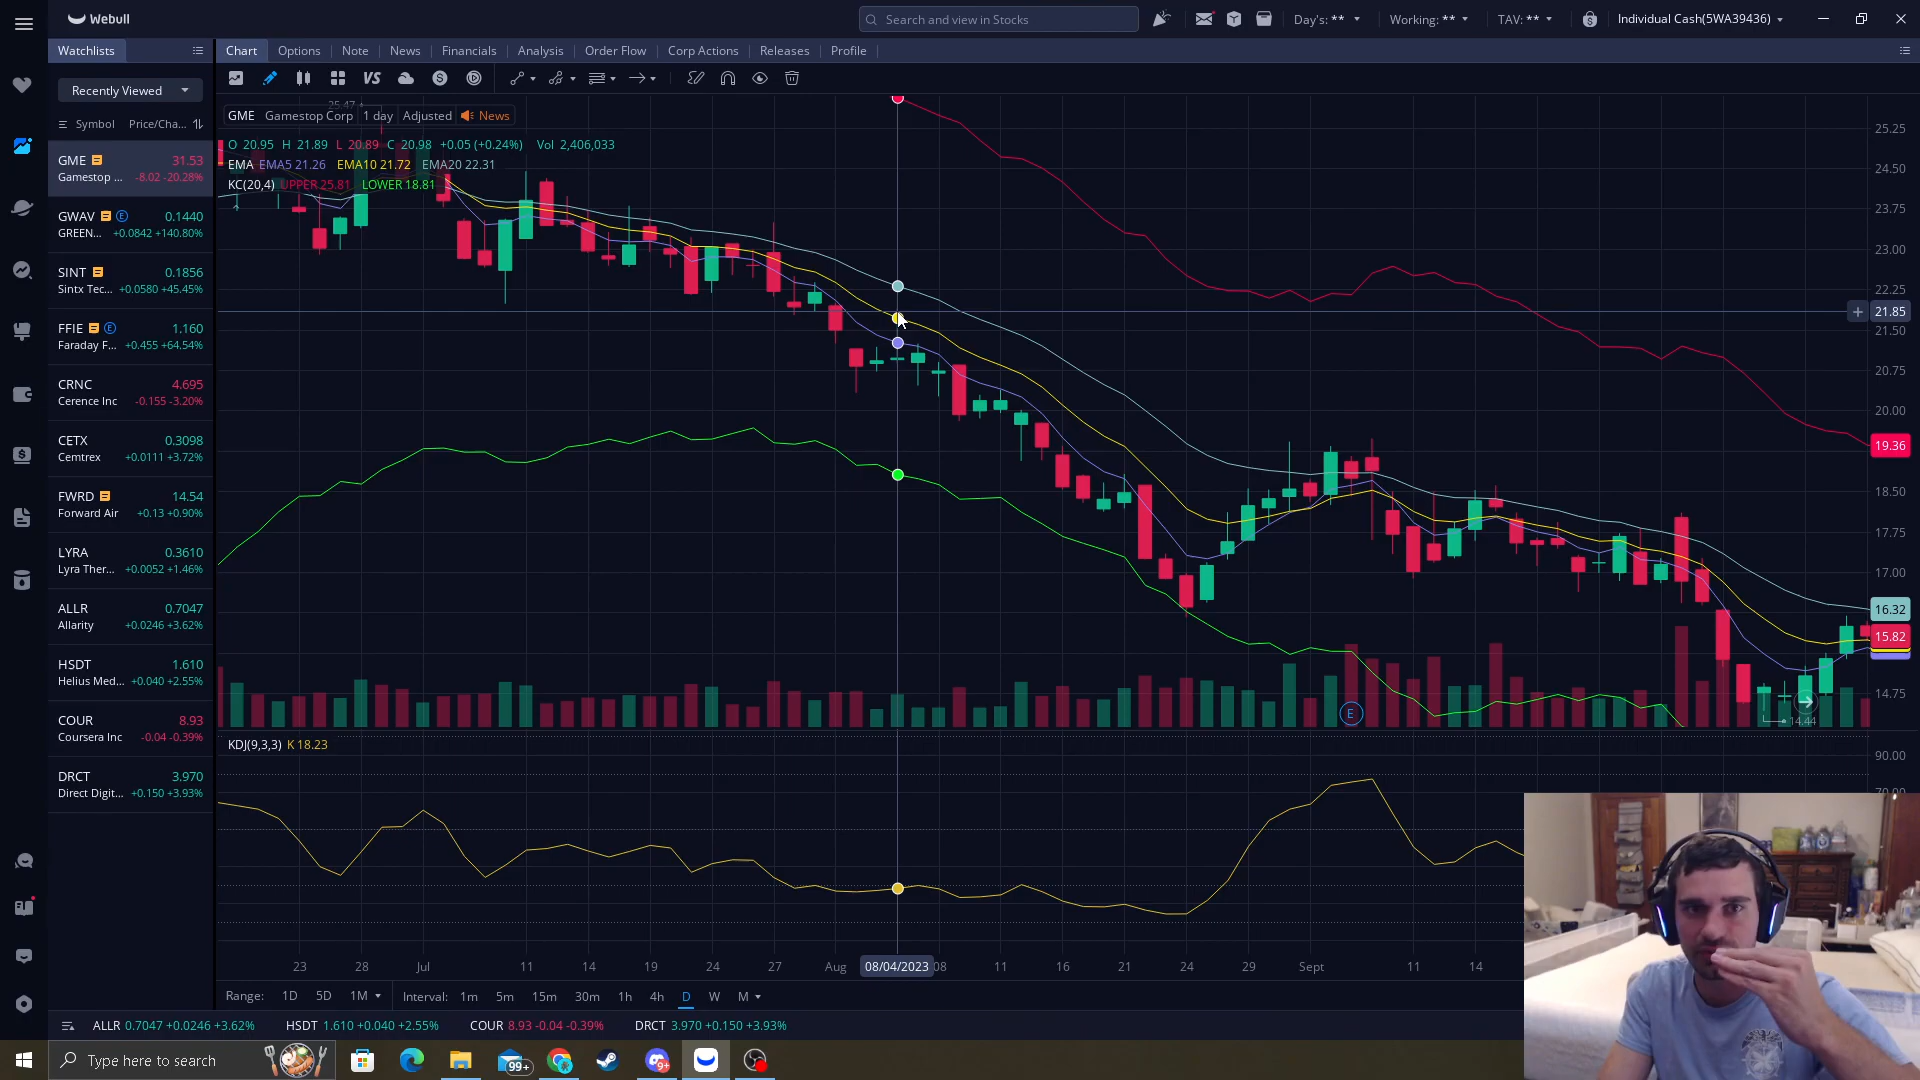 Webull
Search and view in Stocks
Day's: **
Working: **
TAV: **
Individual Cash(5WA39436)
Watchlists
Chart Options Note News Financials Analysis Order Flow Corp Actions Releases Profile
Recently Viewed
VS
S
Symbol Price/Cha...
25.47
GME Gamestop Corp 1 day Adjusted News
O 20.95 H 21.89 L 20.89 C 20.98 +0.05 (+0.24%) Vol 2,406,033
EMA EMA5 21.26 EMA10 21.72 EMA20 22.31
KC(20,4) UPPER 25.81 LOWER 18.81
GME 31.53
Gamestop ... -8.02 -20.28%
GWAV E 0.1440
GREEN... +0.0842 +140.80%
SINT 0.1856
Sintx Tec... +0.0580 +45.45%
FFIE E 1.160
Faraday F... +0.455 +64.54%
CRNC 4.695
Cerence Inc -0.155 -3.20%
CETX 0.3098
Cemtrex +0.0111 +3.72%
FWRD 14.54
Forward Air +0.13 +0.90%
LYRA 0.3610
Lyra Ther... +0.0052 +1.46%
ALLR 0.7047
Allarity +0.0246 +3.62%
HSDT 1.610
Helius Med... +0.040 +2.55%
COUR 8.93
Coursera Inc -0.04 -0.39%
DRCT 3.970
Direct Digit... +0.150 +3.93%
25.25
24.50
23.75
23.00
22.25
21.85
21.50
20.75
20.00
19.36
18.50
17.75
17.00
16.32
15.82
14.75
14.44
E
KDJ(9,3,3) K 18.23
90.00
23 28 Jul 11 14 19 24 27 Aug 08/04/2023 08 11 16 21 24 29 Sept 11 14
Range: 1D 5D 1M Interval: 1m 5m 15m 30m 1h 4h D W M
ALLR 0.7047 +0.0246 +3.62% HSDT 1.610 +0.040 +2.55% COUR 8.93 -0.04 -0.39% DRCT 3.970 +0.150 +3.93%
Type here to search
99+
9+